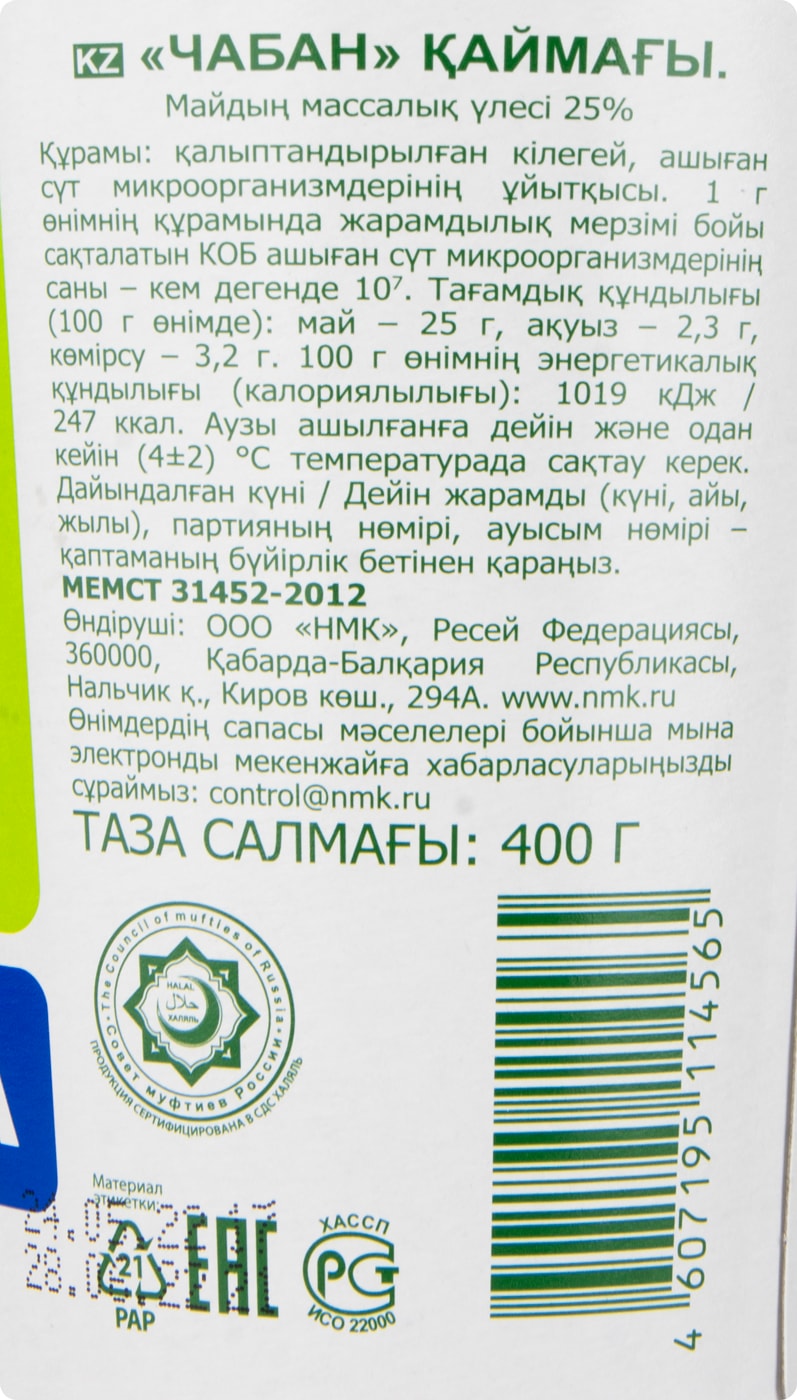 KZ «ЧАБАН» ҚАЙМАҒЫ.
Майдың массалық үлесі 25%
Құрамы: қалыптандырылған кілегей, ашыған
сүт микроорганизмдерінің ұйытқысы. 1 г
өнімнің құрамында жарамдылық мерзімі бойы
сақталатын КОБ ашыған сүт микроорганизмдерінің
саны – кем дегенде 10⁷. Тағамдық құндылығы
(100 г өнімде): май – 25 г, ақуыз – 2,3 г,
көмірсу – 3,2 г. 100 г өнімнің энергетикалық
құндылығы (калориялылығы): 1019 кДж /
247 ккал. Аузы ашылғанға дейін және одан
кейін (4±2) °С температурада сақтау керек.
Дайындалған күні / Дейін жарамды (күні, айы,
жылы), партияның нөмірі, ауысым нөмірі –
қаптаманың бүйірлік бетінен қараңыз.
МЕМСТ 31452-2012
Өндіруші: ООО «НМК», Ресей Федерациясы,
360000, Қабарда-Балқария Республикасы,
Нальчик қ., Киров көш., 294А. www.nmk.ru
Өнімдердің сапасы мәселелері бойынша мына
электронды мекенжайға хабарласуларыңызды
сұраймыз: control@nmk.ru
ТАЗА САЛМАҒЫ: 400 Г
The Council of mufties of Russia
HALAL
حلال
ХАЛЯЛЬ
Совет муфтиев России
ПРОДУКЦИЯ СЕРТИФИЦИРОВАНА В СДС ХАЛЯЛЬ
4 607195 114565
Материал
этикетки:
21
PAP
EAC
ХАССП
РСТ
ИСО 22000